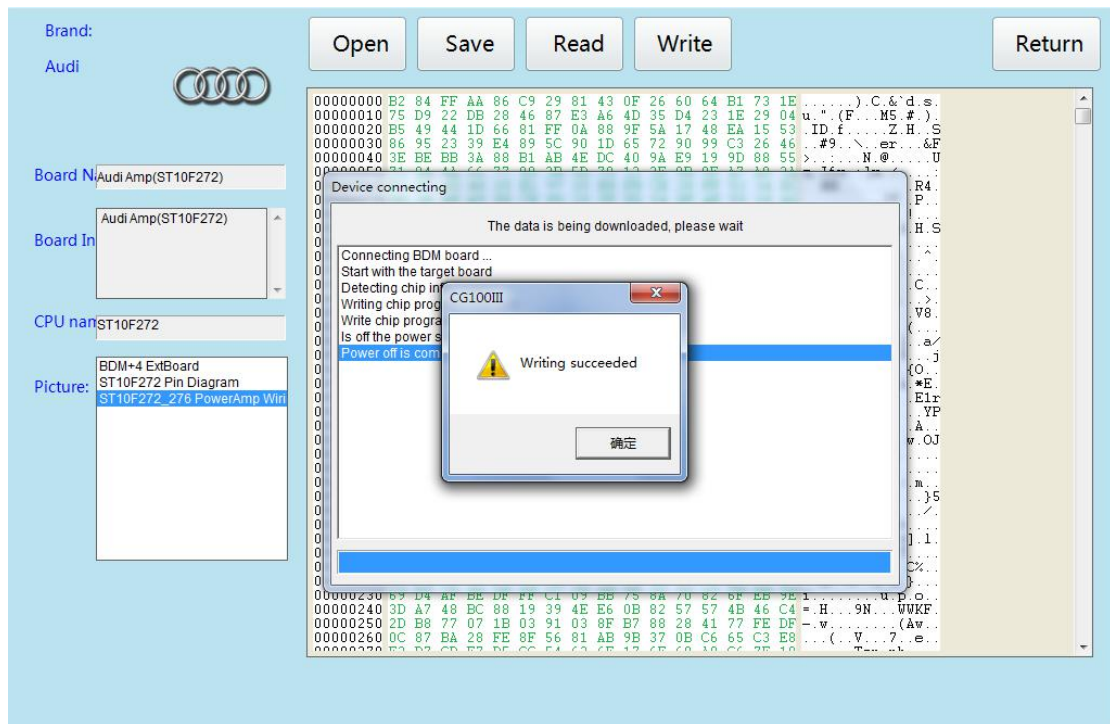 Brand:
Audi
Open
Save
Read
Write
Return
00000000 B2 84 FF AA 86 C9 29 81 43 0F 26 60 64 B1 73 1E ......).C.&`d.s.
00000010 75 D9 22 DB 28 46 87 E3 A6 4D 35 D4 23 1E 29 04 u.".(F...M5.#.).
00000020 B5 49 44 1D 66 81 FF 0A 88 9F 5A 17 48 EA 15 53 .ID.f.....Z.H..S
00000030 86 95 23 39 E4 89 5C 90 1D 65 72 90 99 C3 26 46 ..#9..\..er...&F
00000040 3E BE BB 3A 88 B1 AB 4E DC 40 9A E9 19 9D 88 55 >..:...N.@.....U
Board N
Audi Amp(ST10F272)
Board In
Audi Amp(ST10F272)
CPU nam
ST10F272
Picture:
BDM+4 ExtBoard
ST10F272 Pin Diagram
ST10F272_276 PowerAmp Wiri
Device connecting
The data is being downloaded, please wait
Connecting BDM board ...
Start with the target board
Detecting chip in
Writing chip prog
Write chip progra
Is off the power s
Power off is com
CG100III
Writing succeeded
确定
00000240 3D A7 48 BC 88 19 39 4E E6 0B 82 57 57 4B 46 C4 =.H...9N...WWKF.
00000250 2D B8 77 07 1B 03 91 03 8F B7 88 28 41 77 FE DF -.w........(Aw..
00000260 0C 87 BA 28 FE 8F 56 81 AB 9B 37 0B C6 65 C3 E8 ...(..V...7..e..